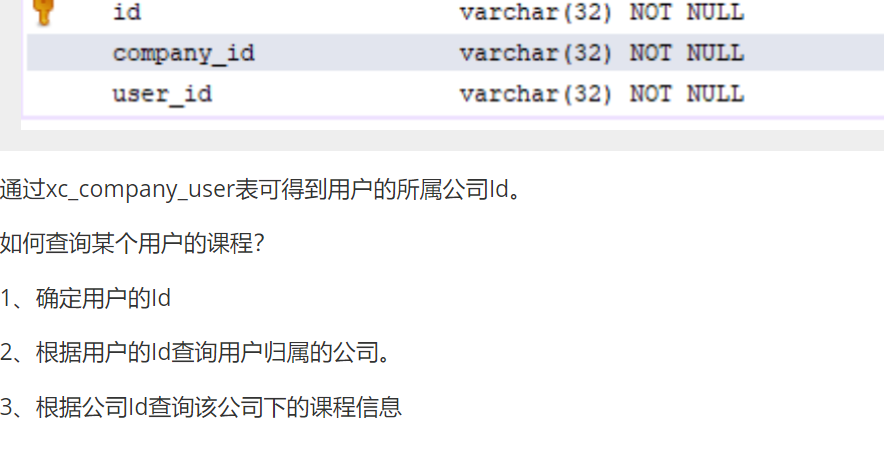 id varchar(32) NOT NULL
company_id varchar(32) NOT NULL
user_id varchar(32) NOT NULL
通过xc_company_user表可得到用户的所属公司Id。
如何查询某个用户的课程?
1、确定用户的Id
2、根据用户的Id查询用户归属的公司。
3、根据公司Id查询该公司下的课程信息